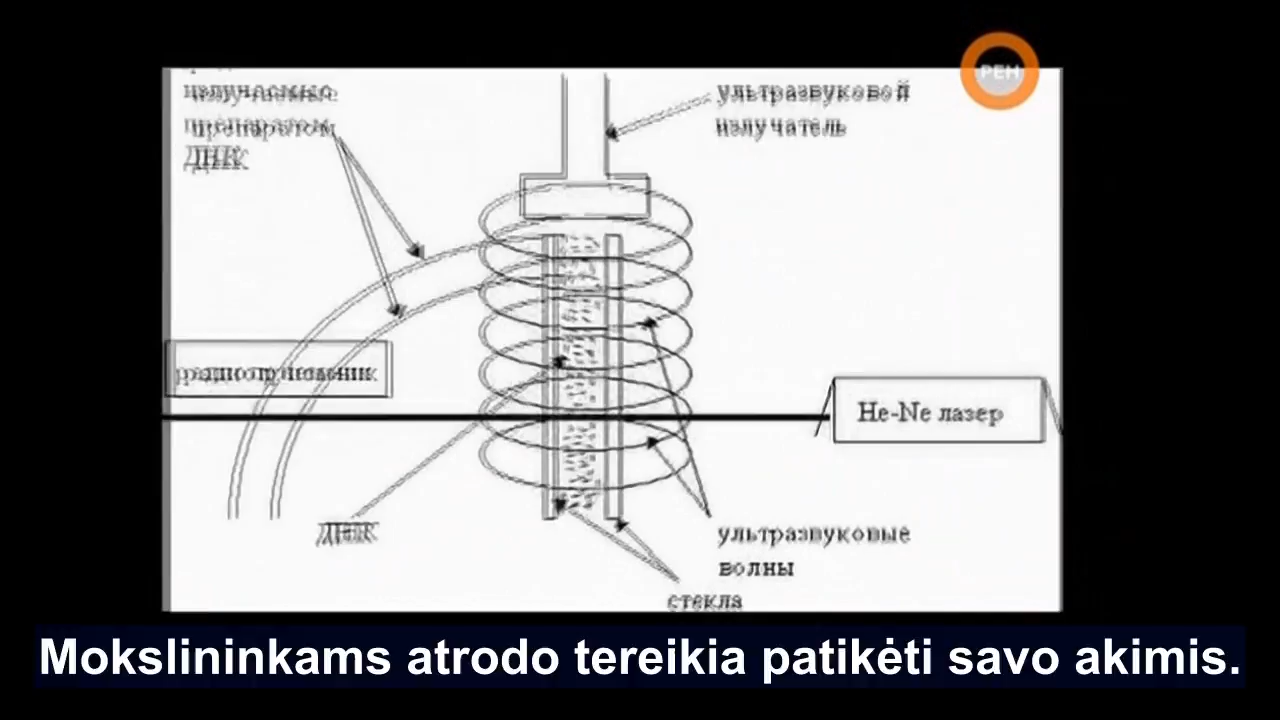 излучаемые
препаратом
ДНК
ультразвуковой
излучатель
РЕН
радиоприемник
He-Ne лазер
ДНК
ультразвуковые
волны
стекла
Mokslininkams atrodo tereikia patikėti savo akimis.